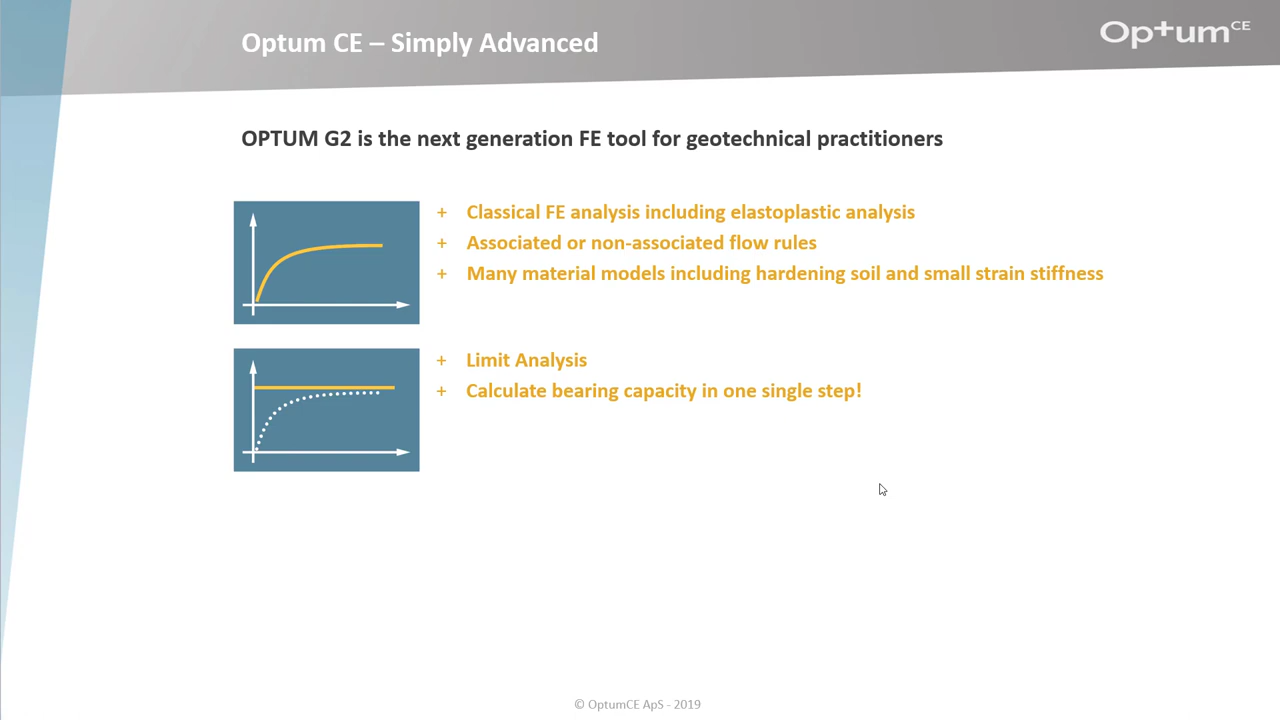 Optum CE – Simply Advanced
Optum CE
OPTUM G2 is the next generation FE tool for geotechnical practitioners
+ Classical FE analysis including elastoplastic analysis
+ Associated or non-associated flow rules
+ Many material models including hardening soil and small strain stiffness
+ Limit Analysis
+ Calculate bearing capacity in one single step!
© OptumCE ApS - 2019